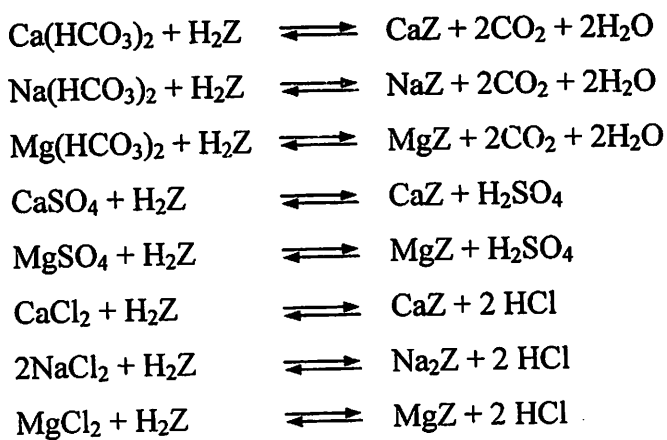 Ca(HCO₃)₂ + H₂Z ⇌ CaZ + 2CO₂ + 2H₂O
Na(HCO₃)₂ + H₂Z ⇌ NaZ + 2CO₂ + 2H₂O
Mg(HCO₃)₂ + H₂Z ⇌ MgZ + 2CO₂ + 2H₂O
CaSO₄ + H₂Z ⇌ CaZ + H₂SO₄
MgSO₄ + H₂Z ⇌ MgZ + H₂SO₄
CaCl₂ + H₂Z ⇌ CaZ + 2 HCl
2NaCl₂ + H₂Z ⇌ Na₂Z + 2 HCl
MgCl₂ + H₂Z ⇌ MgZ + 2 HCl